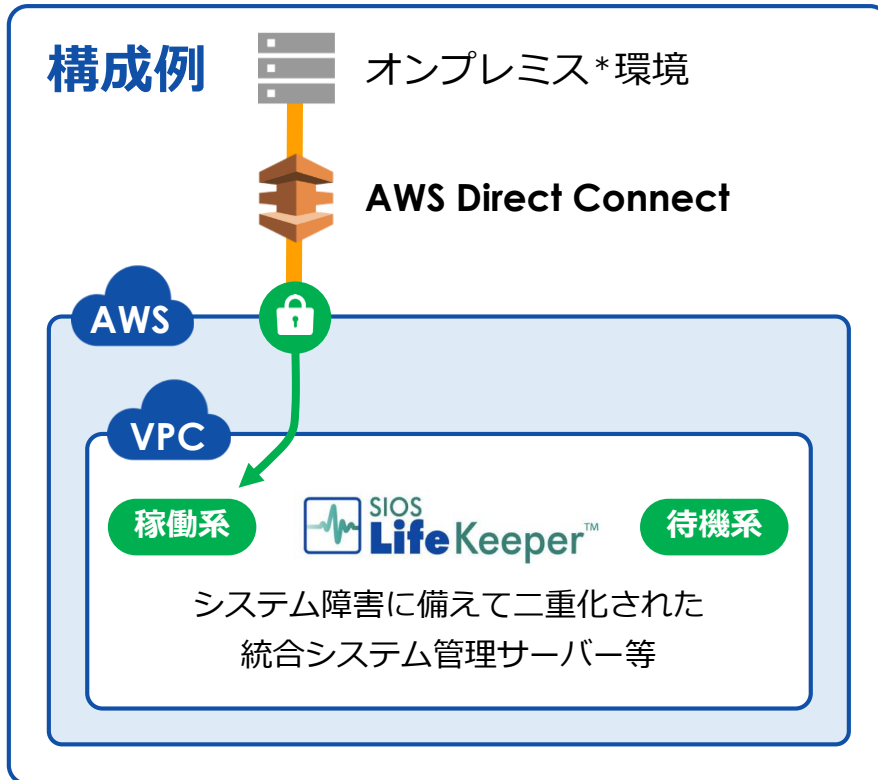 構成例
オンプレミス*環境
AWS Direct Connect
AWS
VPC
稼働系
SIOS
LifeKeeper™
待機系
システム障害に備えて二重化された
統合システム管理サーバー等